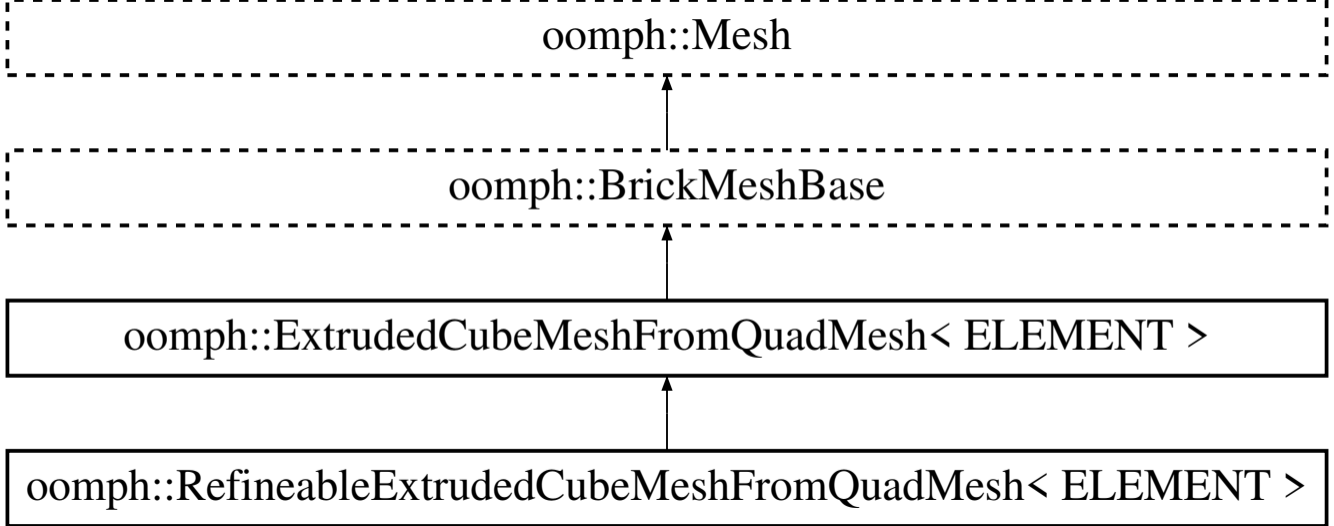 oomph::Mesh
oomph::BrickMeshBase
oomph::ExtrudedCubeMeshFromQuadMesh< ELEMENT >
oomph::RefineableExtrudedCubeMeshFromQuadMesh< ELEMENT >